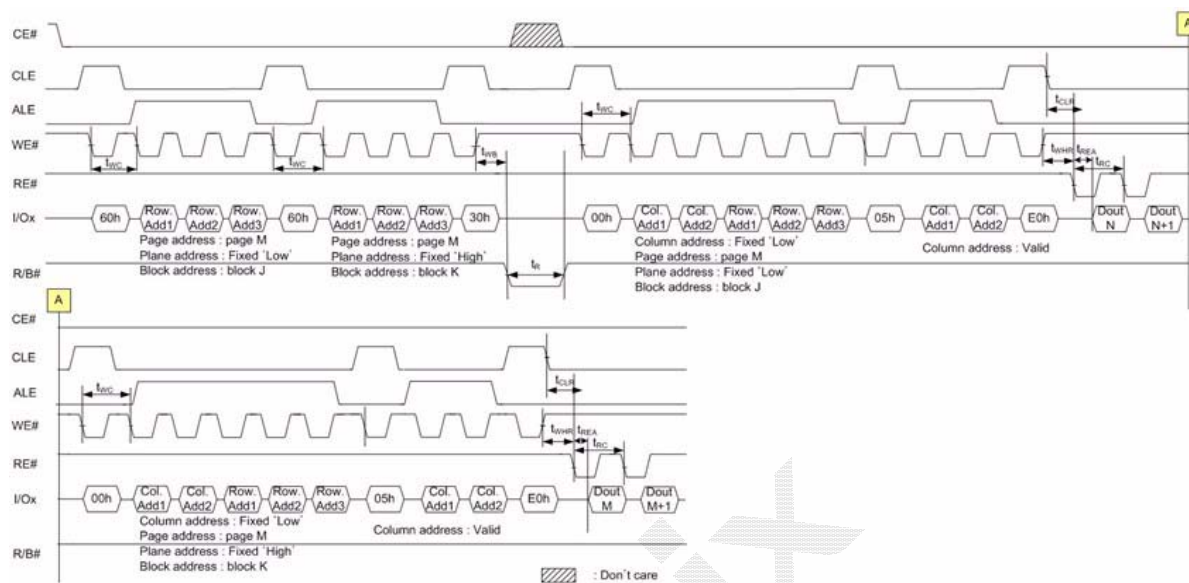 A
CE#
CLE
tCLR
ALE
tWC
WE#
tWC
tWC
tWB
tWHR tREA
tRC
RE#
I/Ox
60h Row. Add1 Row. Add2 Row. Add3 60h Row. Add1 Row. Add2 Row. Add3 30h 00h Col. Add1 Col. Add2 Row. Add1 Row. Add2 Row. Add3 05h Col. Add1 Col. Add2 E0h Dout N Dout N+1
Page address : page M
Plane address : Fixed ‘Low’
Block address : block J
Page address : page M
Plane address : Fixed ‘High’
Block address : block K
Column address : Fixed ‘Low’
Page address : page M
Plane address : Fixed ‘Low’
Block address : block J
Column address : Valid
R/B#
tR
A
CE#
CLE
tCLR
ALE
tWC
WE#
tWHR tREA
tRC
RE#
I/Ox
00h Col. Add1 Col. Add2 Row. Add1 Row. Add2 Row. Add3 05h Col. Add1 Col. Add2 E0h Dout M Dout M+1
Column address : Fixed ‘Low’
Page address : page M
Plane address : Fixed ‘High’
Block address : block K
Column address : Valid
R/B#
: Don`t care